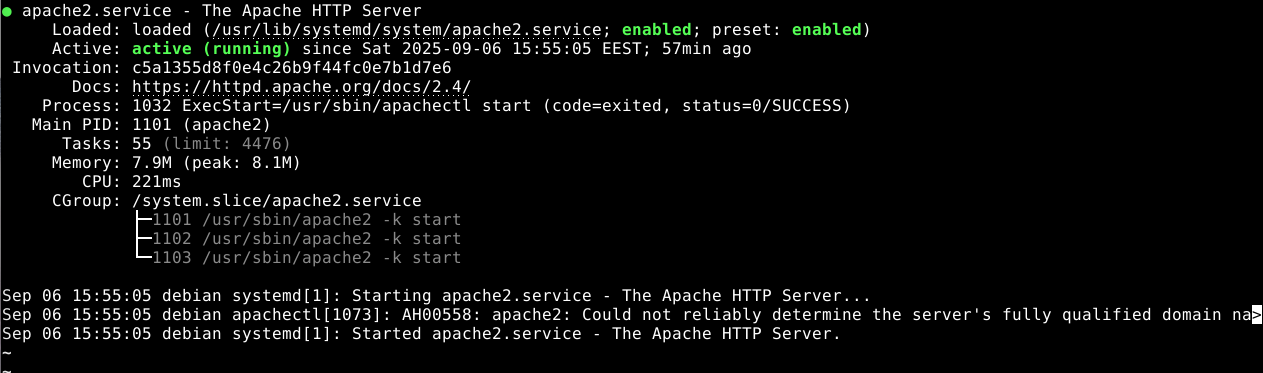 ● apache2.service - The Apache HTTP Server
     Loaded: loaded (/usr/lib/systemd/system/apache2.service; enabled; preset: enabled)
     Active: active (running) since Sat 2025-09-06 15:55:05 EEST; 57min ago
 Invocation: c5a1355d8f0e4c26b9f44fc0e7b1d7e6
       Docs: https://httpd.apache.org/docs/2.4/
    Process: 1032 ExecStart=/usr/sbin/apachectl start (code=exited, status=0/SUCCESS)
   Main PID: 1101 (apache2)
      Tasks: 55 (limit: 4476)
     Memory: 7.9M (peak: 8.1M)
        CPU: 221ms
     CGroup: /system.slice/apache2.service
             ├─1101 /usr/sbin/apache2 -k start
             ├─1102 /usr/sbin/apache2 -k start
             └─1103 /usr/sbin/apache2 -k start

Sep 06 15:55:05 debian systemd[1]: Starting apache2.service - The Apache HTTP Server...
Sep 06 15:55:05 debian apachectl[1073]: AH00558: apache2: Could not reliably determine the server's fully qualified domain na>
Sep 06 15:55:05 debian systemd[1]: Started apache2.service - The Apache HTTP Server.
~
~